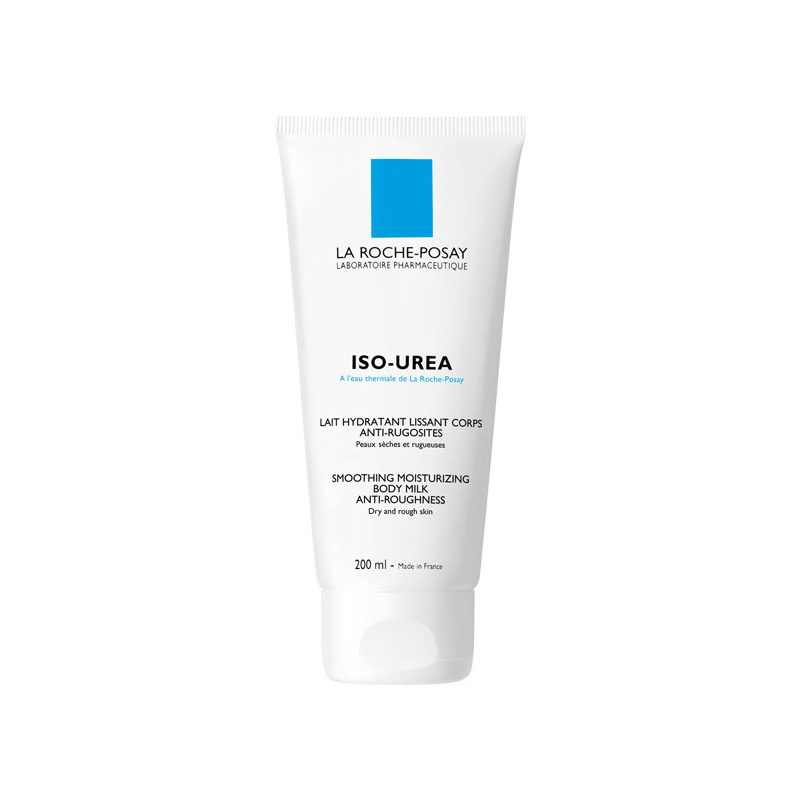 LA ROCHE-POSAY
LABORATOIRE PHARMACEUTIQUE
ISO-UREA
A l'eau thermale de La Roche-Posay
LAIT HYDRATANT LISSANT CORPS
ANTI-RUGOSITES
Peaux sèches et rugueuses
SMOOTHING MOISTURIZING
BODY MILK
ANTI-ROUGHNESS
Dry and rough skin
200 ml - Made in France